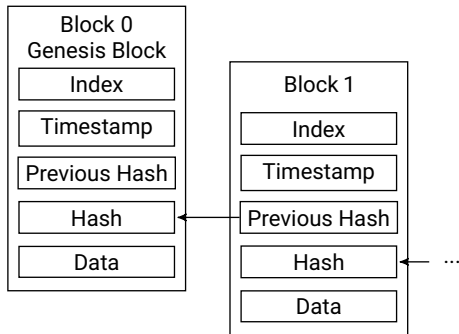 Block 0
Genesis Block
Index
Timestamp
Previous Hash
Hash
Data
Block 1
Index
Timestamp
Previous Hash
Hash
Data
...